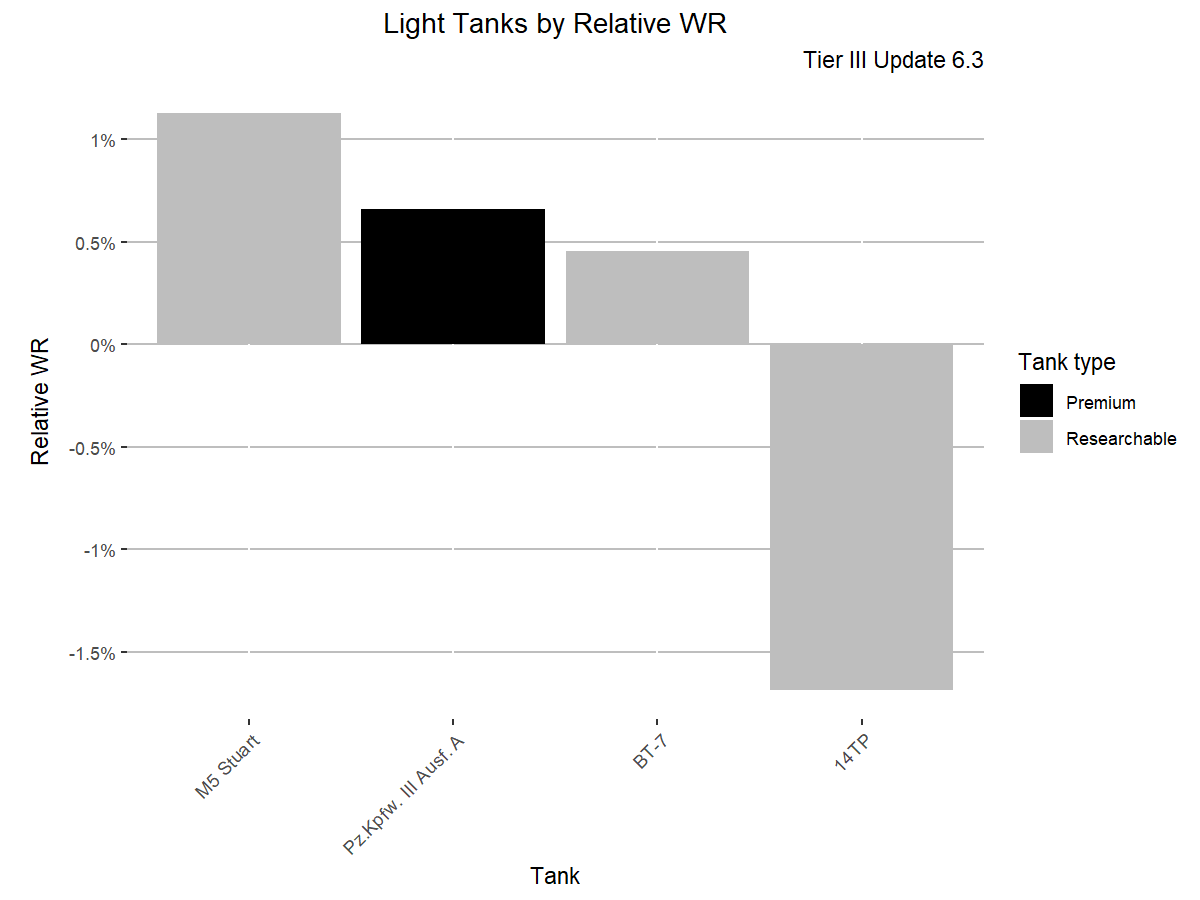 Light Tanks by Relative WR
Tier III Update 6.3
Relative WR
1%
0.5%
0%
-0.5%
-1%
-1.5%
M5 Stuart
Pz.Kpfw. III Ausf. A
BT-7
14TP
Tank
Tank type
Premium
Researchable